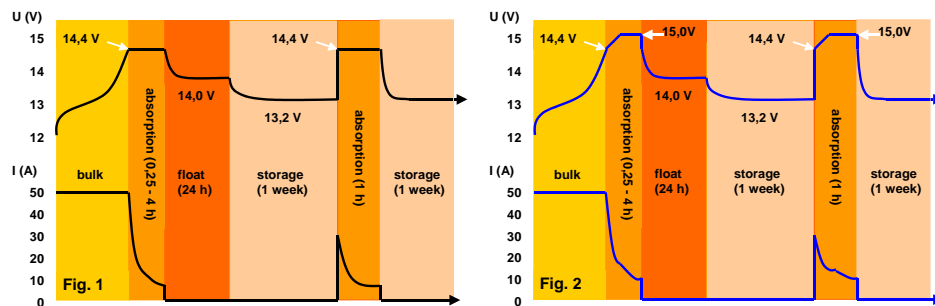 U (V)
15
14
13
12
14,4 V
14,4 V
14,0 V
13,2 V
I (A)
50
40
30
20
10
0
bulk
absorption (0,25 - 4 h)
float
(24 h)
storage
(1 week)
absorption (1 h)
storage
(1 week)
Fig. 1
U (V)
15
14
13
12
14,4 V
15,0V
14,4 V
15,0V
14,0 V
13,2 V
I (A)
50
40
30
20
10
0
bulk
absorption (0,25 - 4 h)
float
(24 h)
storage
(1 week)
absorption (1 h)
storage
(1 week)
Fig. 2